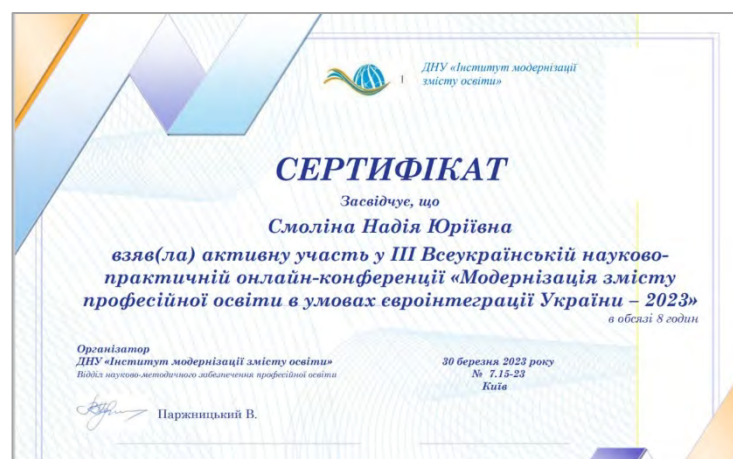 ДНУ «Інститут модернізації
змісту освіти»
СЕРТИФІКАТ
Засвідчує, що
Смоліна Надія Юріївна
взяв(ла) активну участь у ІІІ Всеукраїнській науково-
практичній онлайн-конференції «Модернізація змісту
професійної освіти в умовах євроінтеграції України – 2023»
в обсязі 8 годин
Організатор
ДНУ «Інститут модернізації змісту освіти»
Відділ науково-методичного забезпечення професійної освіти
Паржницький В.
30 березня 2023 року
№ 7.15-23
Київ